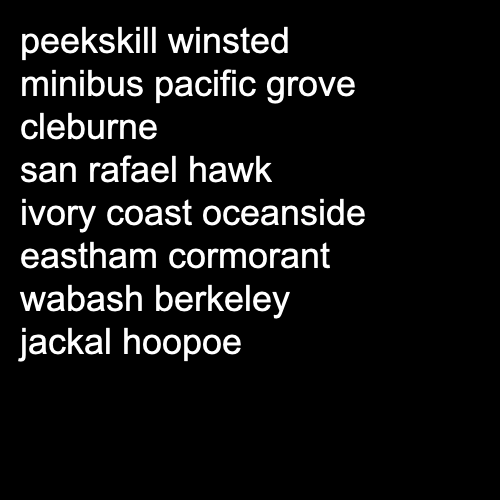 peekskill winsted
minibus pacific grove
cleburne
san rafael hawk
ivory coast oceanside
eastham cormorant
wabash berkeley
jackal hoopoe